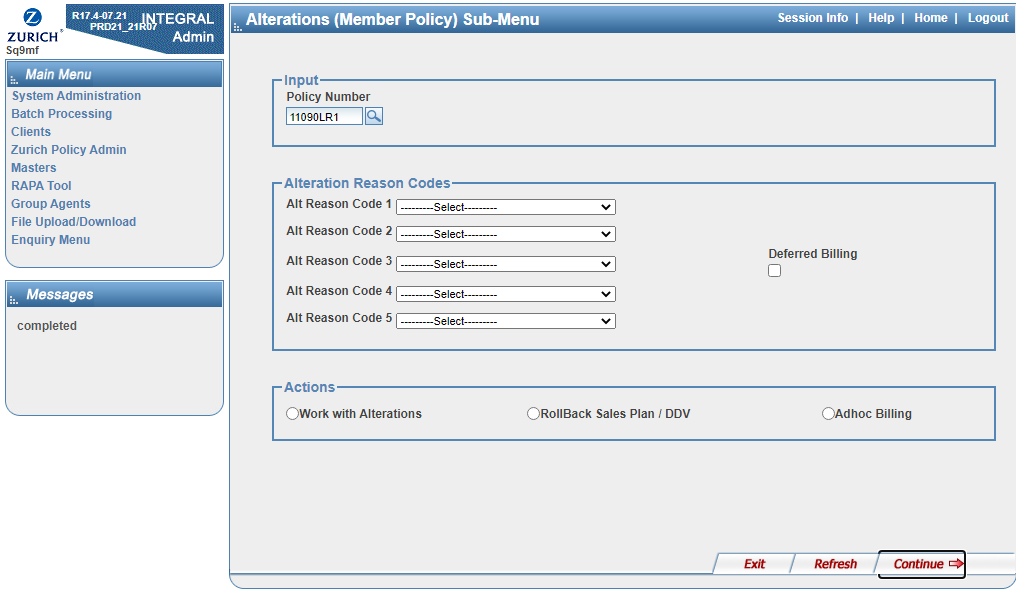 ZURICH
Sq9mf
R17.4-07.21
PRD21_21R07
INTEGRAL
Admin
Main Menu
System Administration
Batch Processing
Clients
Zurich Policy Admin
Masters
RAPA Tool
Group Agents
File Upload/Download
Enquiry Menu
Messages
completed
Alterations (Member Policy) Sub-Menu
Session Info | Help | Home | Logout
Input
Policy Number
11090LR1
Alteration Reason Codes
Alt Reason Code 1 ---------Select---------
Alt Reason Code 2 ---------Select---------
Alt Reason Code 3 ---------Select---------
Alt Reason Code 4 ---------Select---------
Alt Reason Code 5 ---------Select---------
Deferred Billing
Actions
Work with Alterations RollBack Sales Plan / DDV Adhoc Billing
Exit Refresh Continue